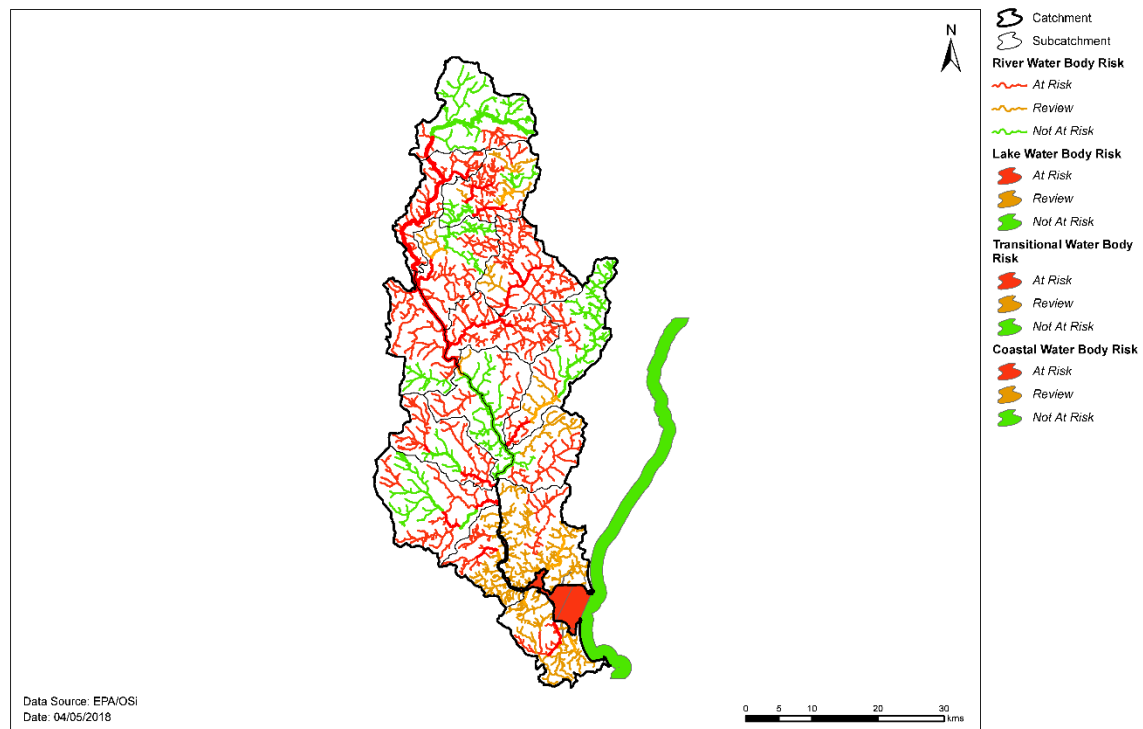 N
Data Source: EPA/OSi
Date: 04/05/2018
0 5 10 20 30
kms
Catchment
Subcatchment
River Water Body Risk
At Risk
Review
Not At Risk
Lake Water Body Risk
At Risk
Review
Not At Risk
Transitional Water Body
Risk
At Risk
Review
Not At Risk
Coastal Water Body Risk
At Risk
Review
Not At Risk